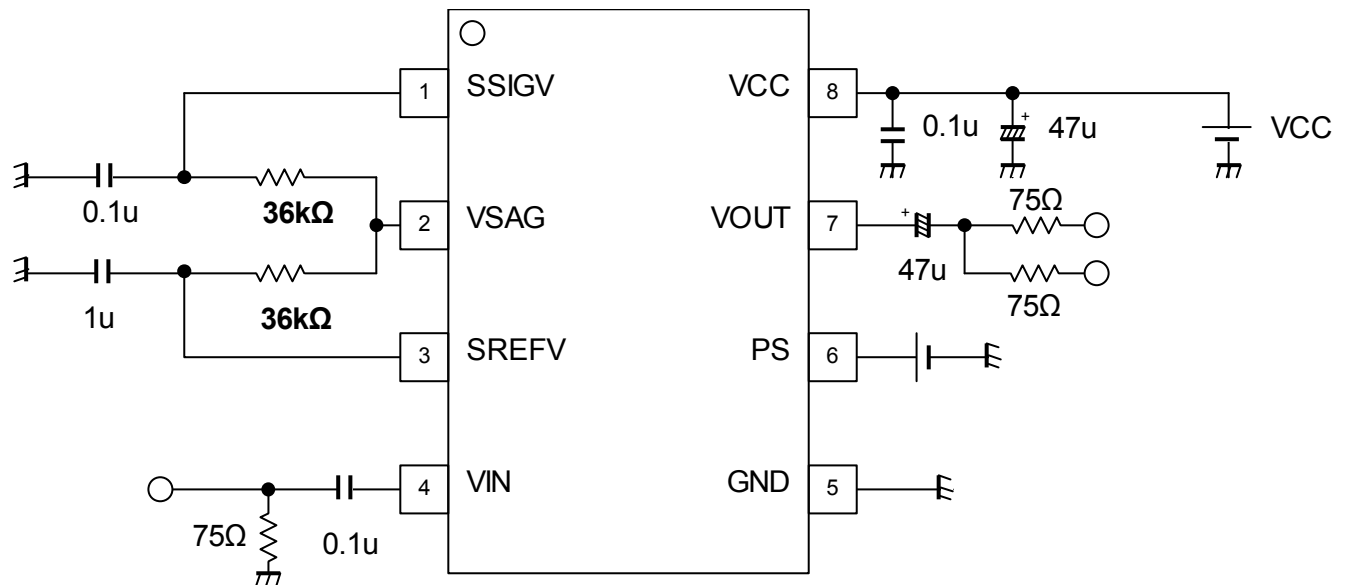 1 SSIGV
VCC 8
0.1u
+
47u
VCC
0.1u
36kΩ
2 VSAG
VOUT 7
+
47u
75Ω
75Ω
1u
36kΩ
3 SREFV
PS 6
4 VIN
GND 5
75Ω
0.1u